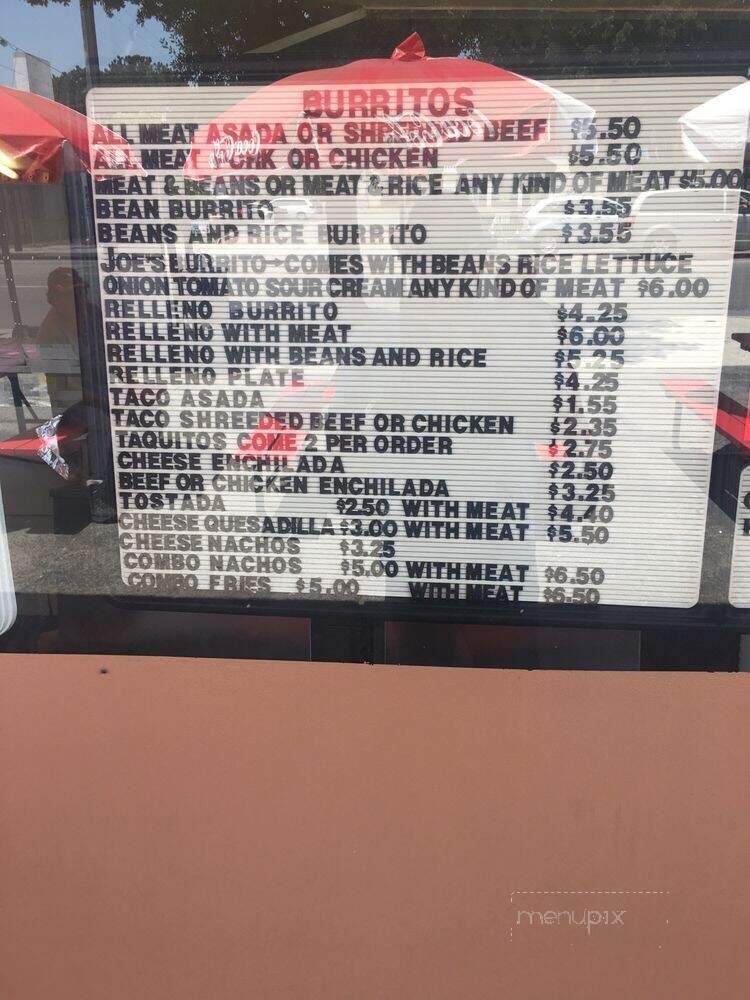 BURRITOS
ALL MEAT ASADA OR SHREDDED BEEF $5.50
ALL MEAT PORK OR CHICKEN $5.50
MEAT & BEANS OR MEAT & RICE ANY KIND OF MEAT $5.00
BEAN BURRITO $3.55
BEANS AND RICE BURRITO $3.55
JOE'S BURRITO-COMES WITH BEANS RICE LETTUCE
ONION TOMATO SOUR CREAM ANY KIND OF MEAT $6.00
RELLENO BURRITO $4.25
RELLENO WITH MEAT $6.00
RELLENO WITH BEANS AND RICE $5.25
RELLENO PLATE $4.25
TACO ASADA $1.55
TACO SHREEDED BEEF OR CHICKEN $2.35
TAQUITOS COME 2 PER ORDER $2.75
CHEESE ENCHILADA $2.50
BEEF OR CHICKEN ENCHILADA $3.25
TOSTADA $2.50 WITH MEAT $4.40
CHEESE QUESADILLA $3.00 WITH MEAT $5.50
CHEESE NACHOS $3.25
COMBO NACHOS $5.00 WITH MEAT $6.50
COMBO FRIES $5.00 WITH MEAT $6.50
menupix